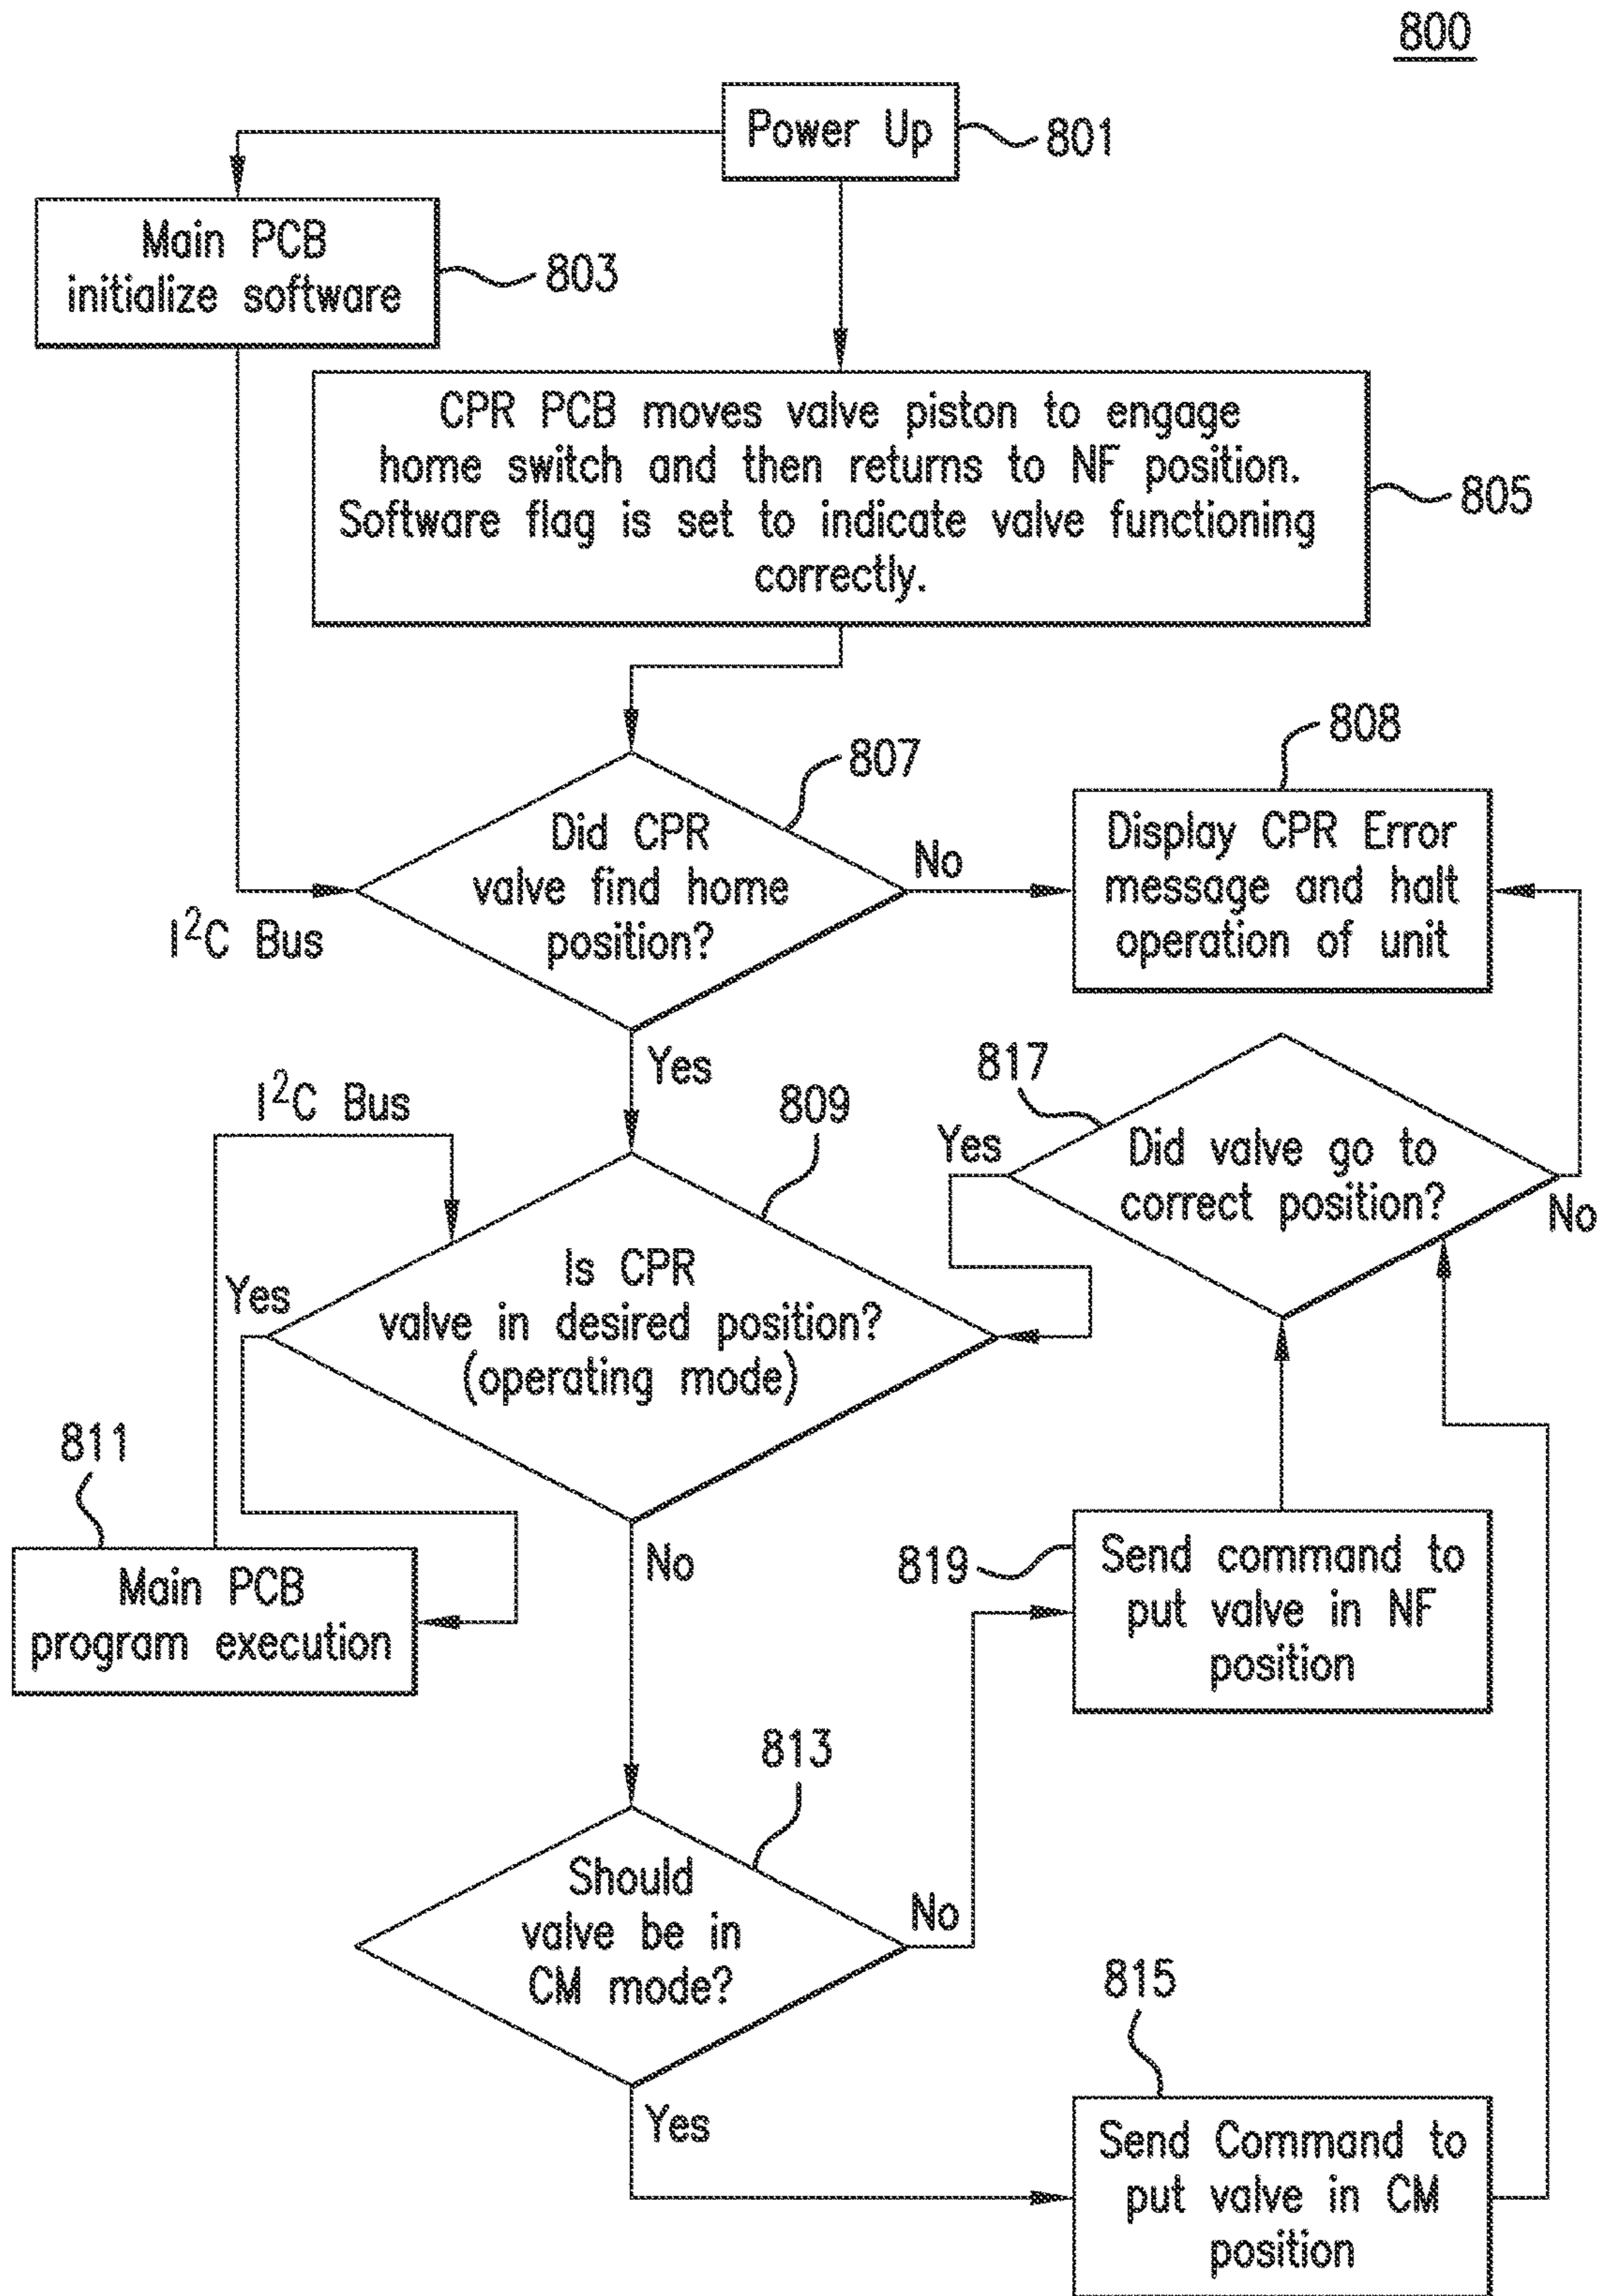 800
Power Up
801
Main PCB
initialize software
803
CPR PCB moves valve piston to engage
home switch and then returns to NF position.
Software flag is set to indicate valve functioning
correctly.
805
807
808
Did CPR
valve find home
position?
No
Display CPR Error
message and halt
operation of unit
I²C Bus
Yes
I²C Bus
809
817
Yes
Did valve go to
correct position?
No
Is CPR
valve in desired position?
(operating mode)
Yes
811
Main PCB
program execution
No
819
Send command to
put valve in NF
position
813
Should
valve be in
CM mode?
No
Yes
815
Send Command to
put valve in CM
position